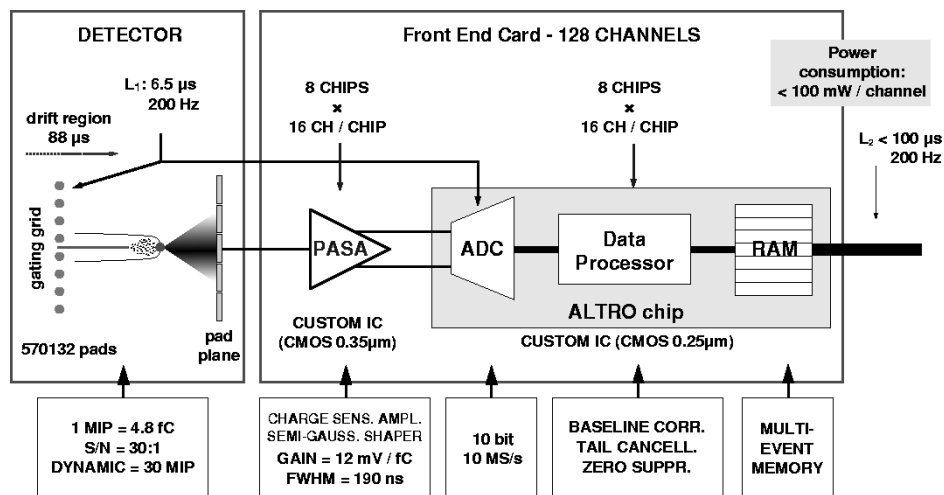 DETECTOR
L₁: 6.5 µs
200 Hz
drift region
88 µs
gating grid
570132 pads
pad
plane
Front End Card - 128 CHANNELS
8 CHIPS
×
16 CH / CHIP
8 CHIPS
×
16 CH / CHIP
Power
consumption:
< 100 mW / channel
L₂ < 100 µs
200 Hz
PASA
ADC
Data
Processor
RAM
ALTRO chip
CUSTOM IC
(CMOS 0.35µm)
CUSTOM IC (CMOS 0.25µm)
1 MIP = 4.8 fC
S/N = 30:1
DYNAMIC = 30 MIP
CHARGE SENS. AMPL.
SEMI-GAUSS. SHAPER
GAIN = 12 mV / fC
FWHM = 190 ns
10 bit
10 MS/s
BASELINE CORR.
TAIL CANCELL.
ZERO SUPPR.
MULTI-
EVENT
MEMORY